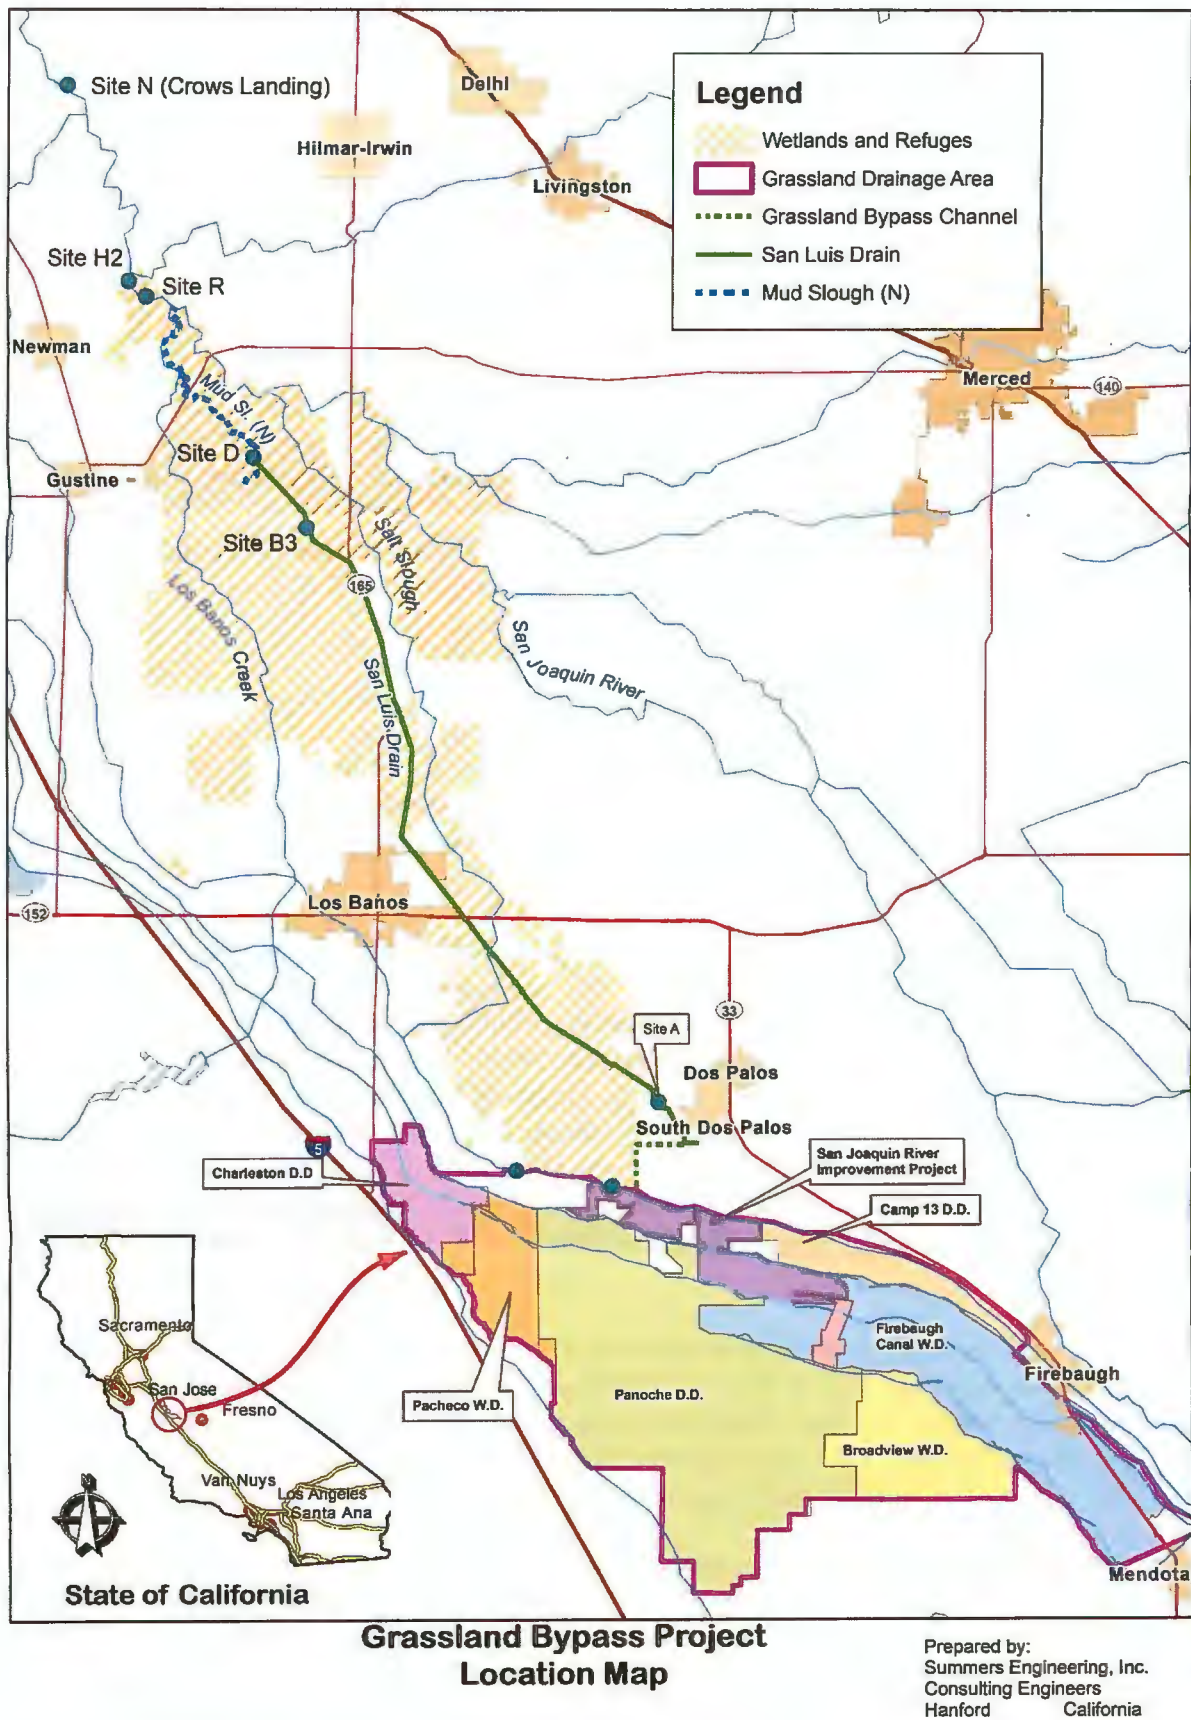 Site N (Crows Landing)
Delhi
Hilmar-Irwin
Livingston
Legend
Wetlands and Refuges
Grassland Drainage Area
Grassland Bypass Channel
San Luis Drain
Mud Slough (N)
Site H2
Site R
Newman
Merced
140
Mud Sl. (N)
Site D
Gustine
Site B3
Salt Slough
165
Los Banos Creek
San Joaquin River
San Luis Drain
Los Banos
152
33
Site A
Dos Palos
South Dos Palos
5
Charleston D.D
San Joaquin River
Improvement Project
Camp 13 D.D.
Firebaugh
Canal W.D.
Firebaugh
Panoche D.D.
Pacheco W.D.
Broadview W.D.
Mendota
Sacramento
San Jose
Fresno
Van Nuys
Los Angeles
Santa Ana
N
State of California
Grassland Bypass Project
Location Map
Prepared by:
Summers Engineering, Inc.
Consulting Engineers
Hanford California